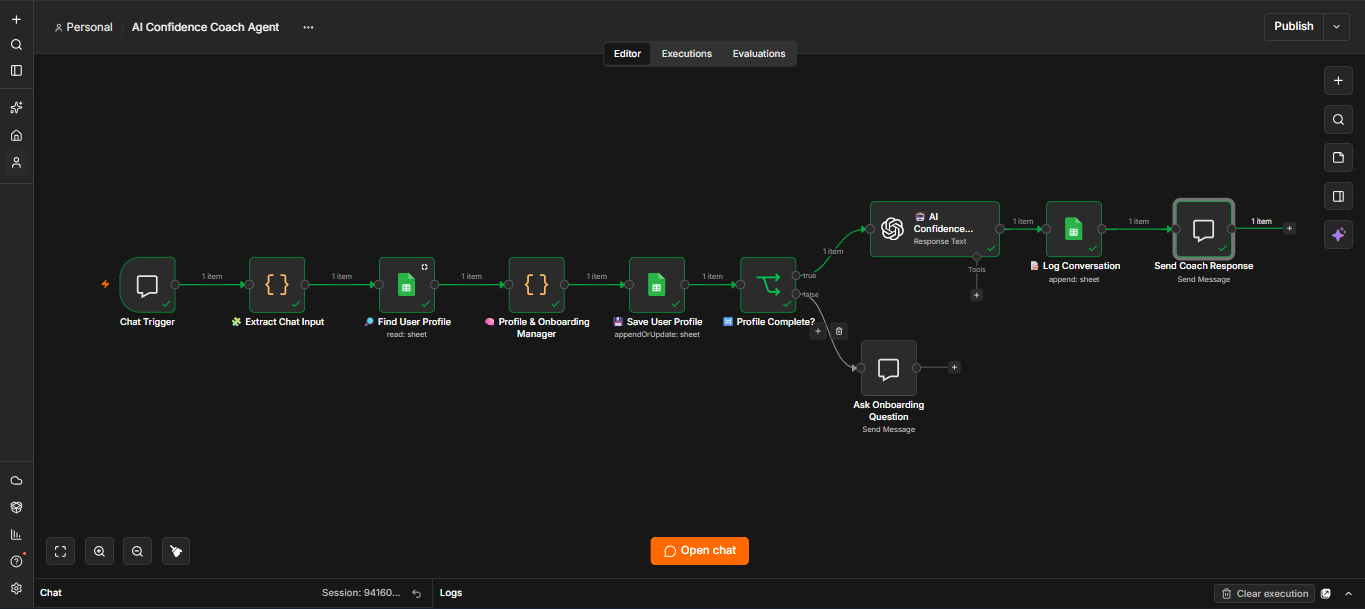 Personal / AI Confidence Coach Agent ...
Publish
Editor Executions Evaluations
Chat Trigger
1 item
Extract Chat Input
1 item
Find User Profile
read: sheet
1 item
Profile & Onboarding
Manager
1 item
Save User Profile
appendOrUpdate: sheet
1 item
Profile Complete?
true
false
1 item
AI
Confidence...
Response Text
Tools
1 item
Log Conversation
append: sheet
1 item
Send Coach Response
Send Message
1 item
Ask Onboarding
Question
Send Message
Open chat
Chat
Session: 94160...
Logs
Clear execution